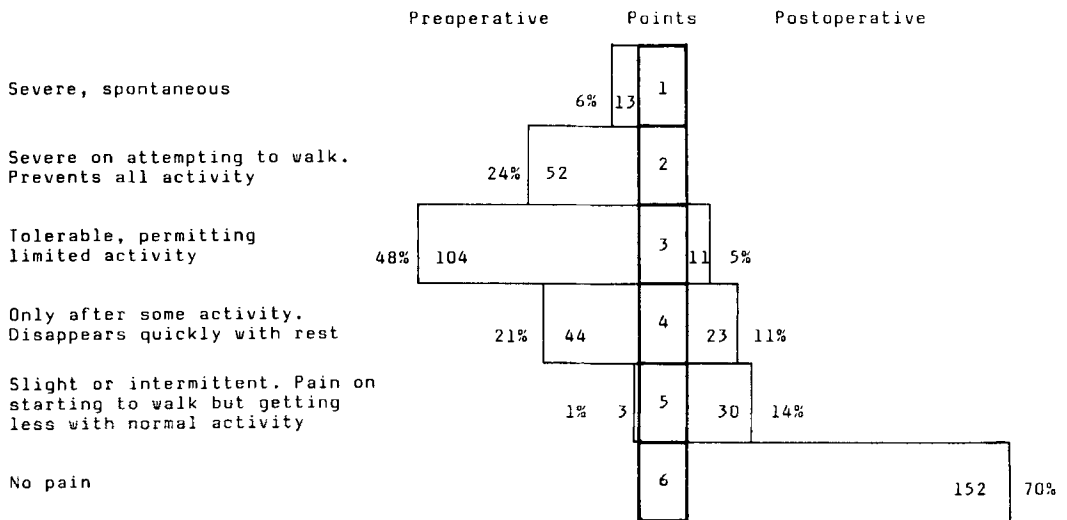 Preoperative Points Postoperative
Severe, spontaneous 6% 13 1
Severe on attempting to walk.
Prevents all activity 24% 52 2
Tolerable, permitting
limited activity 48% 104 3 11 5%
Only after some activity.
Disappears quickly with rest 21% 44 4 23 11%
Slight or intermittent. Pain on
starting to walk but getting
less with normal activity 1% 3 5 30 14%
No pain 6 152 70%